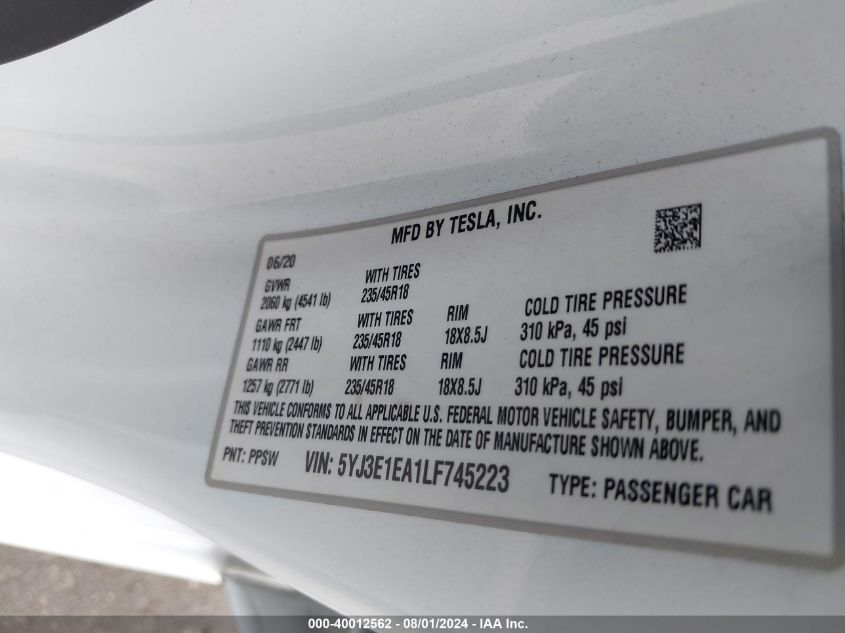 MFD BY TESLA, INC.
06/20
GVWR
2060 kg (4541 lb)
WITH TIRES
235/45R18
GAWR FRT
1110 kg (2447 lb)
WITH TIRES
235/45R18
RIM
18X8.5J
COLD TIRE PRESSURE
310 kPa, 45 psi
GAWR RR
1257 kg (2771 lb)
WITH TIRES
235/45R18
RIM
18X8.5J
COLD TIRE PRESSURE
310 kPa, 45 psi
THIS VEHICLE CONFORMS TO ALL APPLICABLE U.S. FEDERAL MOTOR VEHICLE SAFETY, BUMPER, AND
THEFT PREVENTION STANDARDS IN EFFECT ON THE DATE OF MANUFACTURE SHOWN ABOVE.
PNT: PPSW VIN: 5YJ3E1EA1LF745223 TYPE: PASSENGER CAR
000-40012562 - 08/01/2024 - IAA Inc.